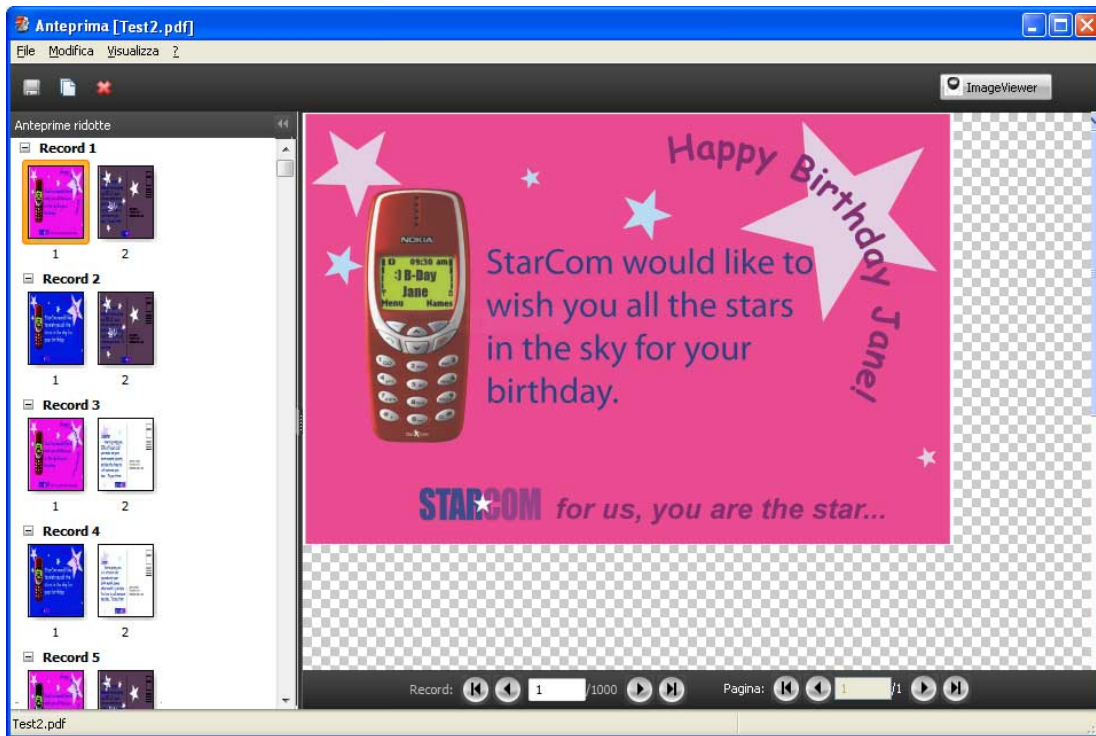 Anteprima [Test2.pdf]
File Modifica Visualizza ?
ImageViewer
Anteprime ridotte
Record 1
1 2
Record 2
1 2
Record 3
1 2
Record 4
1 2
Record 5
Happy Birthday Jane!
NOKIA
09:30 am
:) B-Day
Jane
Menu Names
StarCom would like to
wish you all the stars
in the sky for your
birthday.
STARCOM for us, you are the star...
Record: 1 /1000 Pagina: 1 /1
Test2.pdf